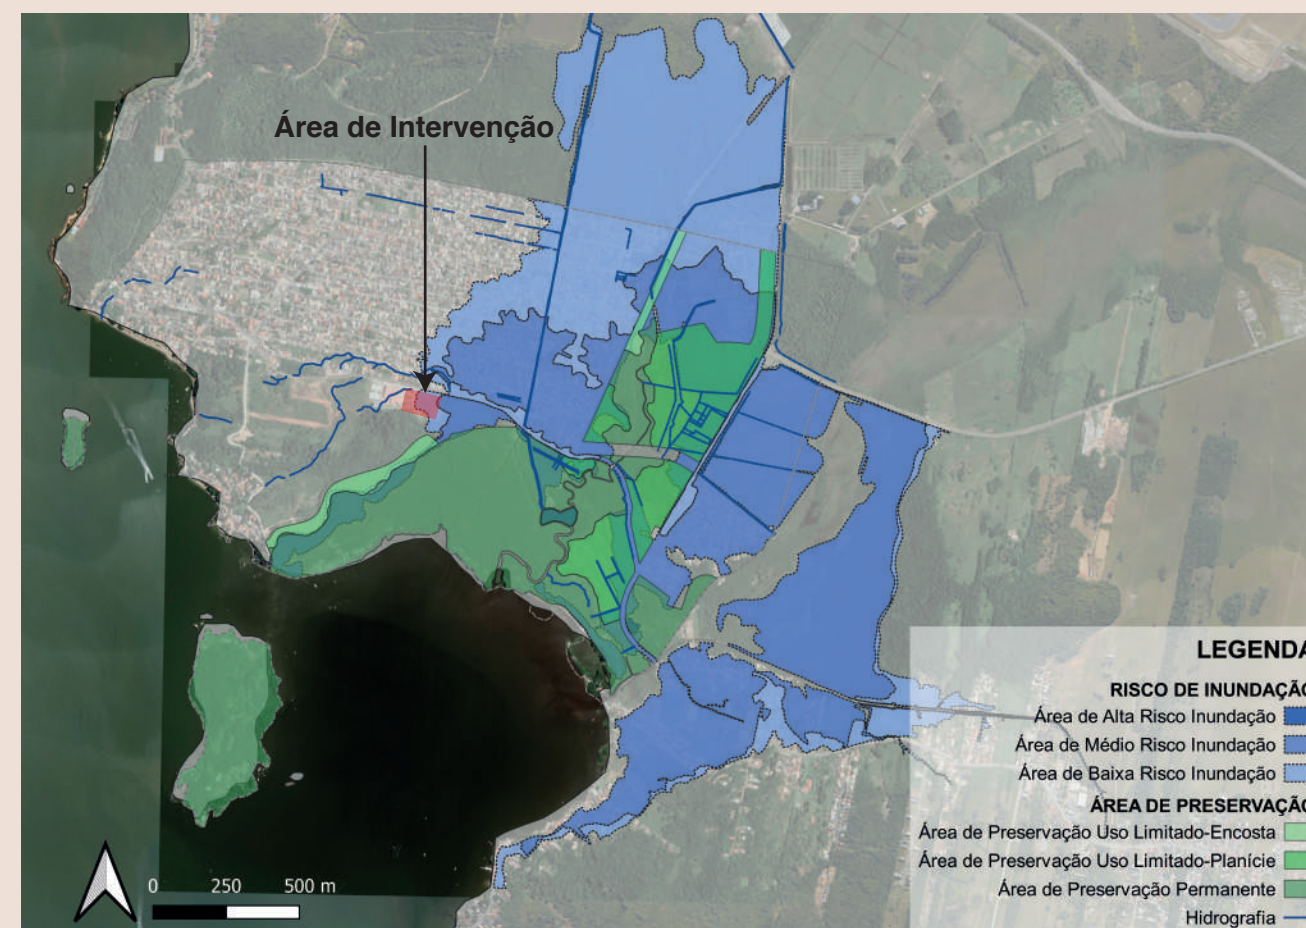 Área de Intervenção
LEGENDA
RISCO DE INUNDAÇÃO
Área de Alta Risco Inundação
Área de Médio Risco Inundação
Área de Baixa Risco Inundação
ÁREA DE PRESERVAÇÃO
Área de Preservação Uso Limitado-Encosta
Área de Preservação Uso Limitado-Planície
Área de Preservação Permanente
Hidrografia
0 250 500 m